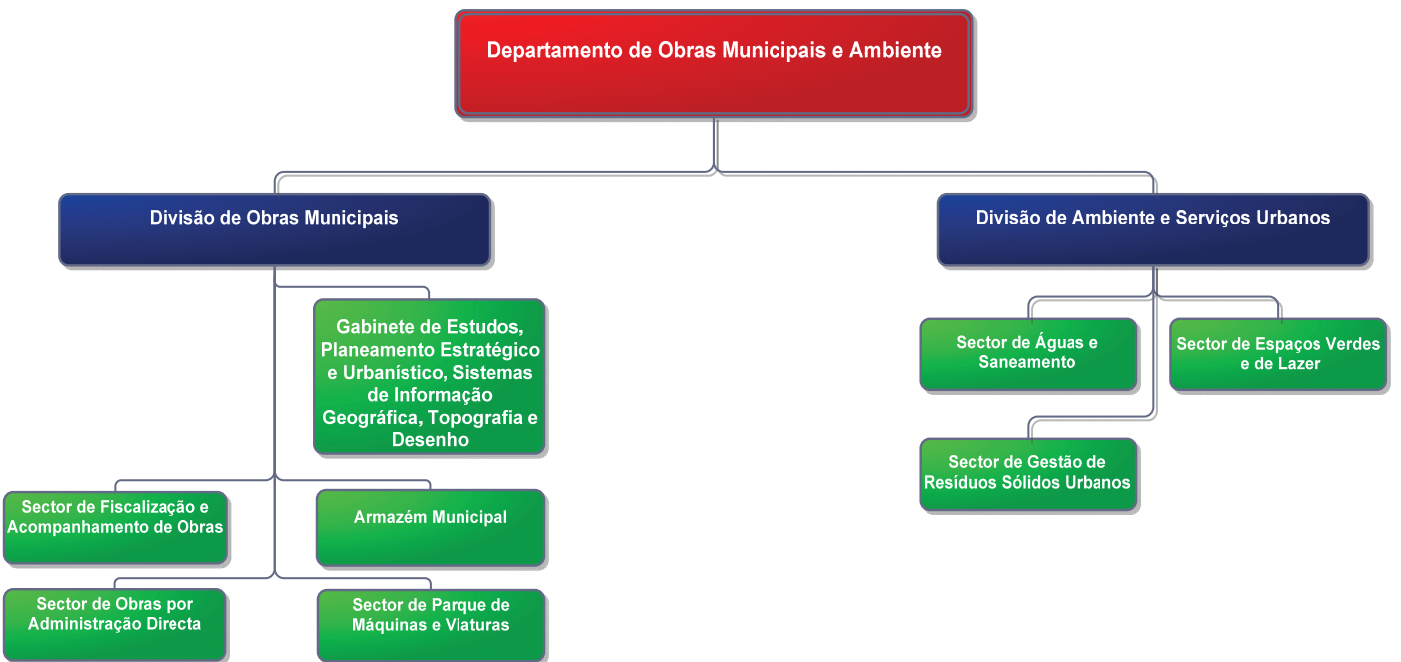 Departamento de Obras Municipais e Ambiente
Divisão de Obras Municipais
Divisão de Ambiente e Serviços Urbanos
Gabinete de Estudos,
Planeamento Estratégico
e Urbanístico, Sistemas
de Informação
Geográfica, Topografia e
Desenho
Sector de Águas e
Saneamento
Sector de Espaços Verdes
e de Lazer
Sector de Gestão de
Resíduos Sólidos Urbanos
Sector de Fiscalização e
Acompanhamento de Obras
Armazém Municipal
Sector de Obras por
Administração Directa
Sector de Parque de
Máquinas e Viaturas